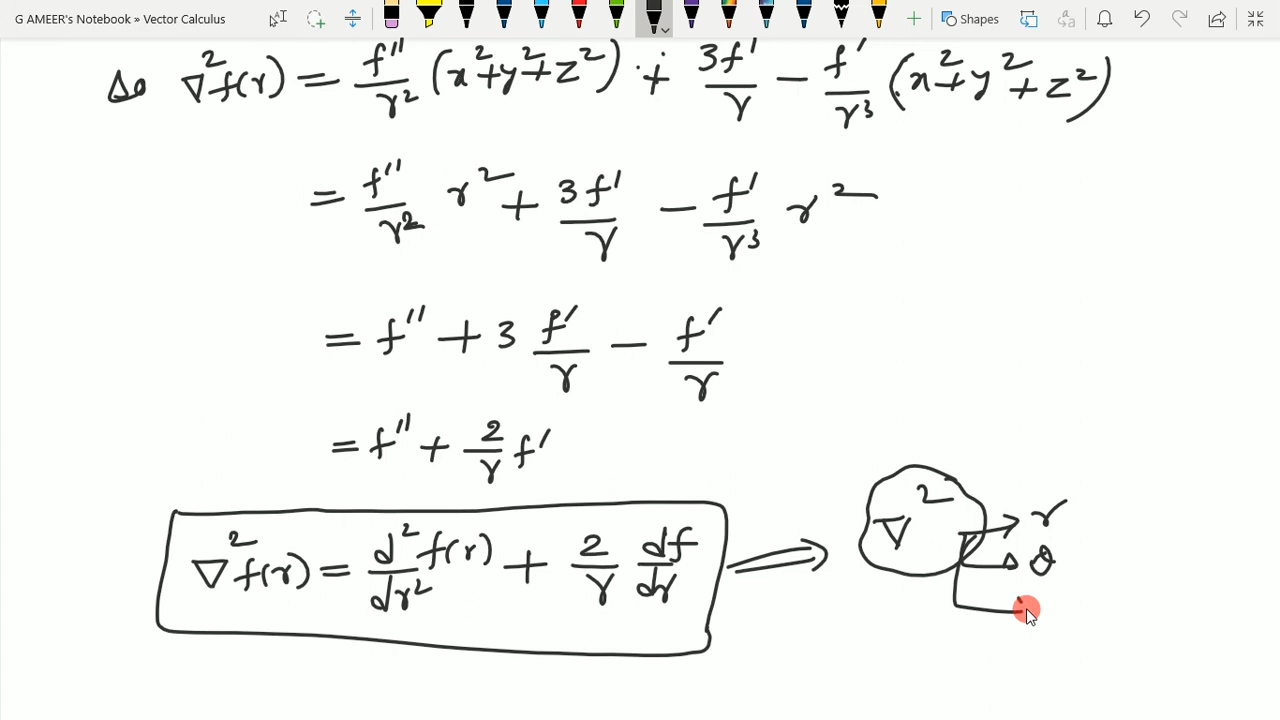 G AMEER's Notebook » Vector Calculus
Shapes
So ∇²f(r) = f''/r² (x²+y²+z²) + 3f'/r − f'/r³ (x²+y²+z²)
= f''/r² r² + 3f'/r − f'/r³ r²
= f'' + 3 f'/r − f'/r
= f'' + 2/r f'
∇²f(r) = d²f(r)/dr² + 2/r df/dr ⟹ ∇² → r
θ